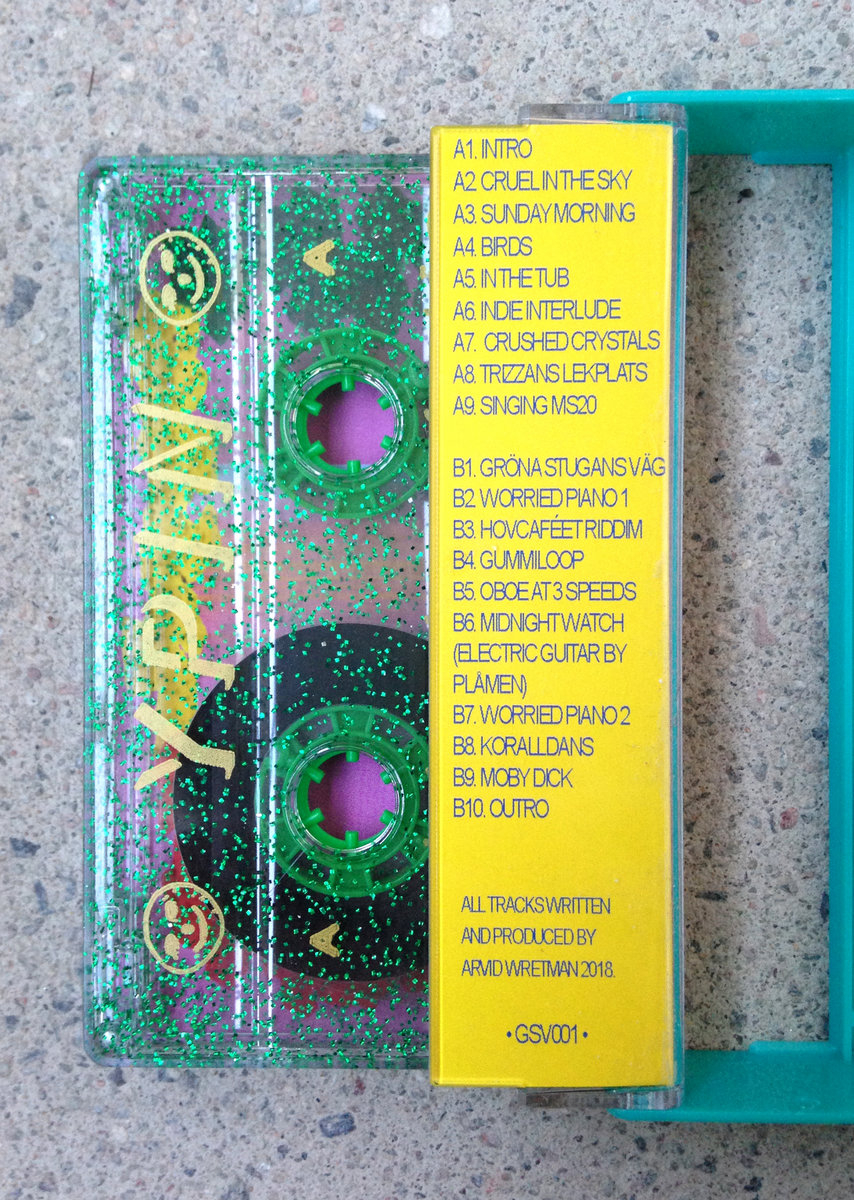 YPIN
A
A
A1. INTRO
A2. CRUEL IN THE SKY
A3. SUNDAY MORNING
A4. BIRDS
A5. IN THE TUB
A6. INDIE INTERLUDE
A7. CRUSHED CRYSTALS
A8. TRIZZANS LEKPLATS
A9. SINGING MS20
B1. GRÖNA STUGANS VÄG
B2. WORRIED PIANO 1
B3. HOVCAFÉET RIDDIM
B4. GUMMILOOP
B5. OBOE AT 3 SPEEDS
B6. MIDNIGHT WATCH
(ELECTRIC GUITAR BY
PLÅMEN)
B7. WORRIED PIANO 2
B8. KORALLDANS
B9. MOBY DICK
B10. OUTRO
ALL TRACKS WRITTEN
AND PRODUCED BY
ARVID WRETMAN 2018.
• GSV001 •